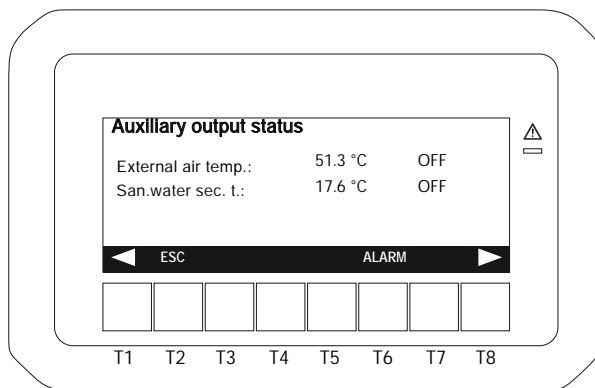 Auxiliary output status
External air temp.: 51.3 °C OFF
San.water sec. t.: 17.6 °C OFF
ESC ALARM
T1 T2 T3 T4 T5 T6 T7 T8